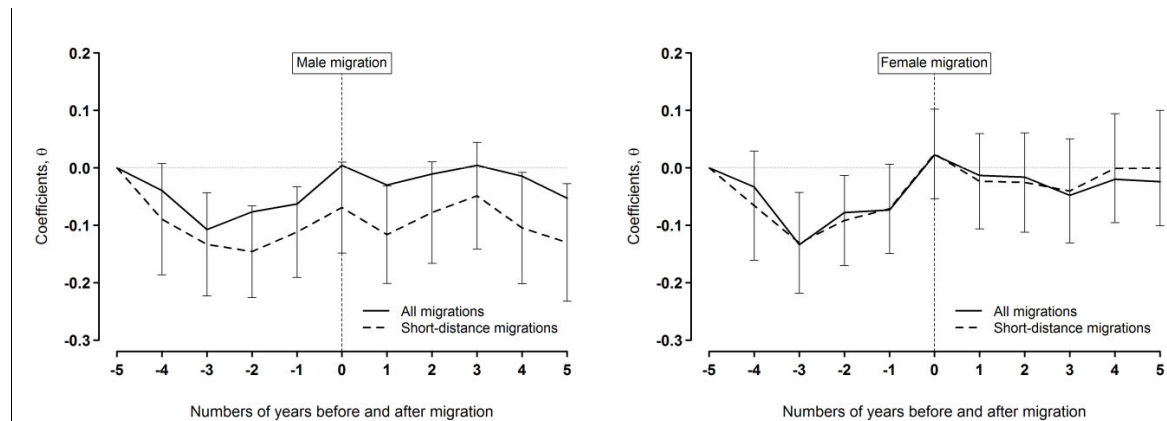 Male migration
Coefficients, θ
0.2
0.1
0.0
-0.1
-0.2
-0.3
All migrations
Short-distance migrations
-5 -4 -3 -2 -1 0 1 2 3 4 5
Numbers of years before and after migration
Female migration
Coefficients, θ
0.2
0.1
0.0
-0.1
-0.2
-0.3
All migrations
Short-distance migrations
-5 -4 -3 -2 -1 0 1 2 3 4 5
Numbers of years before and after migration